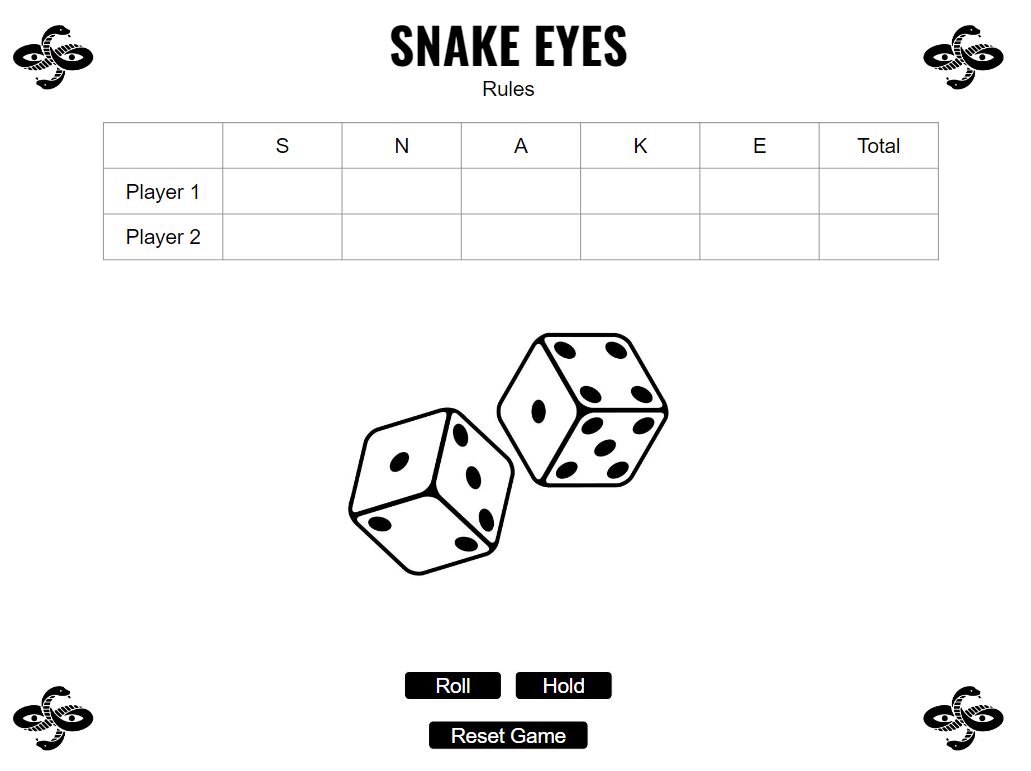 SNAKE EYES
Rules
S N A K E Total
Player 1
Player 2
Roll Hold
Reset Game